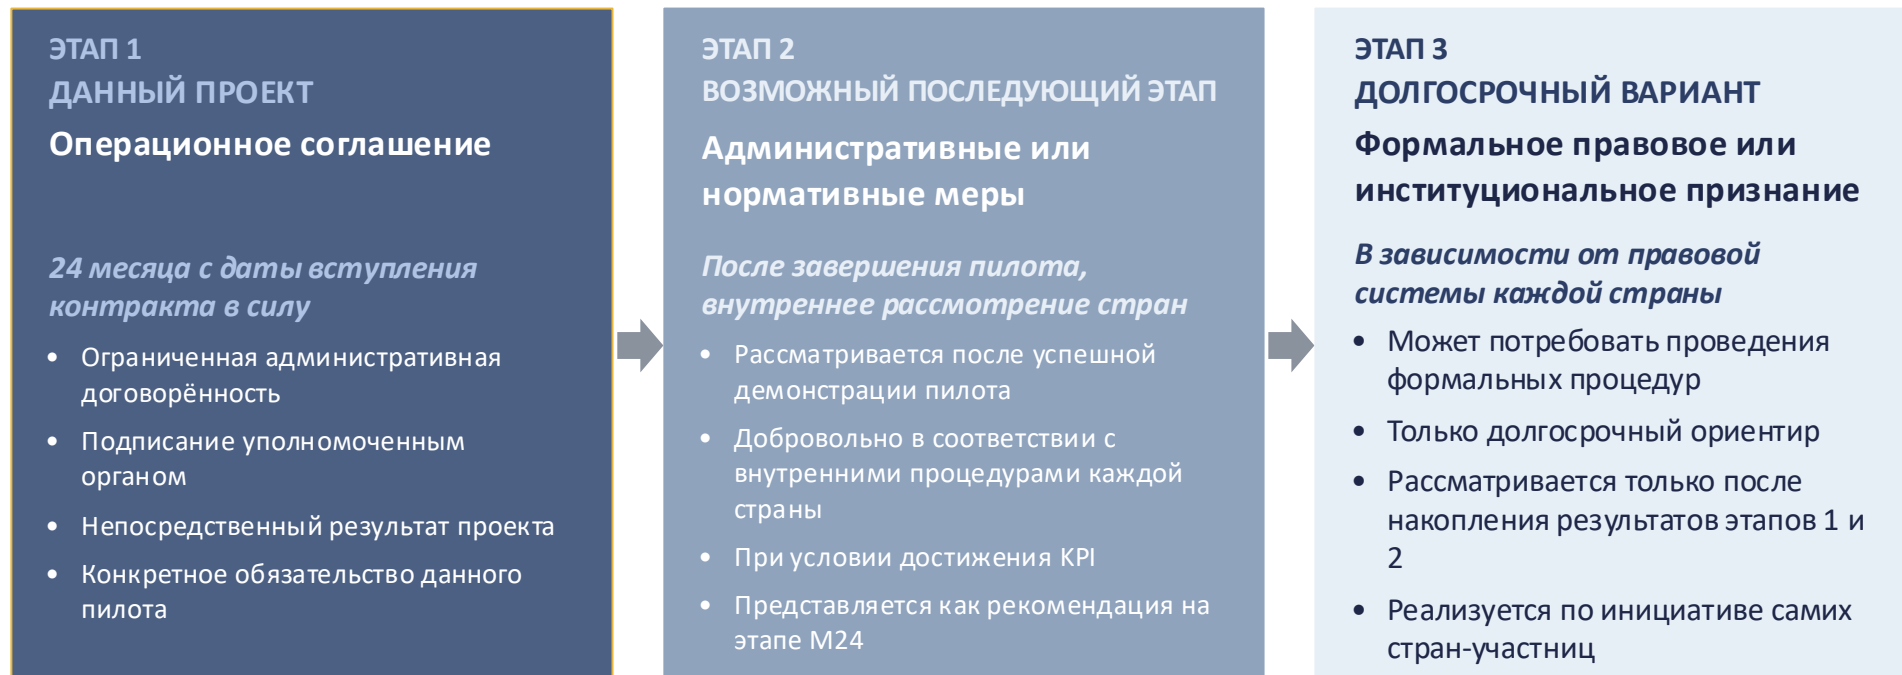 ЭТАП 1
ДАННЫЙ ПРОЕКТ
Операционное соглашение
24 месяца с даты вступления
контракта в силу
• Ограниченная административная
договорённость
• Подписание уполномоченным
органом
• Непосредственный результат проекта
• Конкретное обязательство данного
пилота
ЭТАП 2
ВОЗМОЖНЫЙ ПОСЛЕДУЮЩИЙ ЭТАП
Административные или
нормативные меры
После завершения пилота,
внутреннее рассмотрение стран
• Рассматривается после успешной
демонстрации пилота
• Добровольно в соответствии с
внутренними процедурами каждой
страны
• При условии достижения KPI
• Представляется как рекомендация на
этапе M24
ЭТАП 3
ДОЛГОСРОЧНЫЙ ВАРИАНТ
Формальное правовое или
институциональное признание
В зависимости от правовой
системы каждой страны
• Может потребовать проведения
формальных процедур
• Только долгосрочный ориентир
• Рассматривается только после
накопления результатов этапов 1 и
2
• Реализуется по инициативе самих
стран-участниц